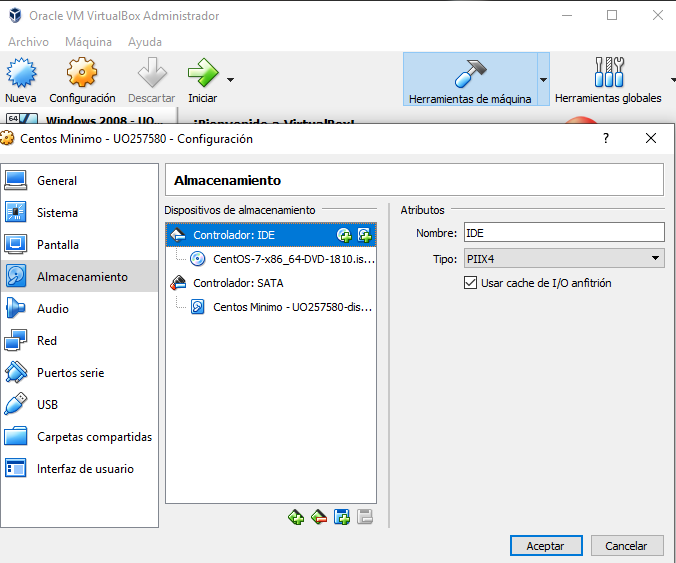 Oracle VM VirtualBox Administrador
Archivo Máquina Ayuda
Nueva Configuración Descartar Iniciar Herramientas de máquina Herramientas globales
64 Windows 2008 - UO... ¡Bienvenido a VirtualBox!
Centos Minimo - UO257580 - Configuración ?
General
Sistema
Pantalla
Almacenamiento
Audio
Red
Puertos serie
USB
Carpetas compartidas
Interfaz de usuario
Almacenamiento
Dispositivos de almacenamiento
Controlador: IDE
CentOS-7-x86_64-DVD-1810.is...
Controlador: SATA
Centos Minimo - UO257580-dis...
Atributos
Nombre: IDE
Tipo: PIIX4
Usar cache de I/O anfitrión
Aceptar Cancelar